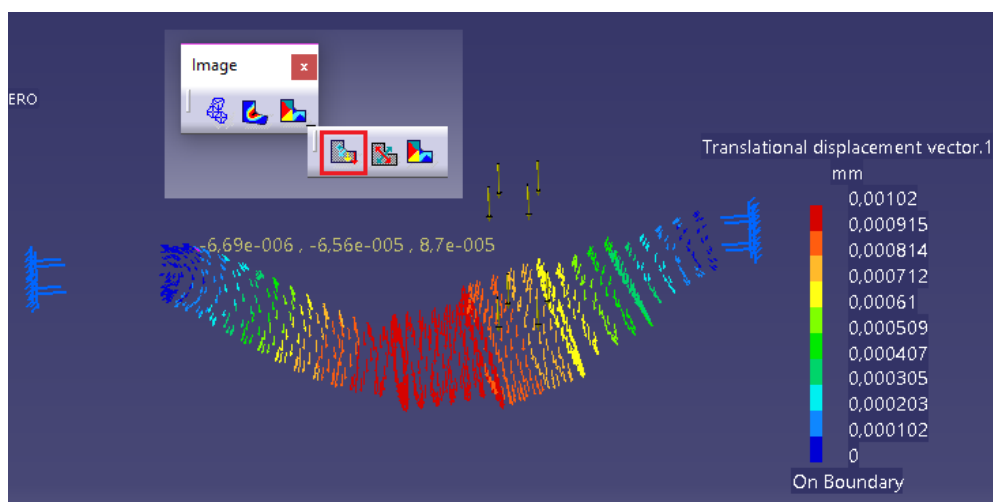 Image
x
ERO
Translational displacement vector.1
mm
0,00102
0,000915
0,000814
0,000712
0,00061
0,000509
0,000407
0,000305
0,000203
0,000102
0
-6,69e-006 , -6,56e-005 , 8,7e-005
On Boundary